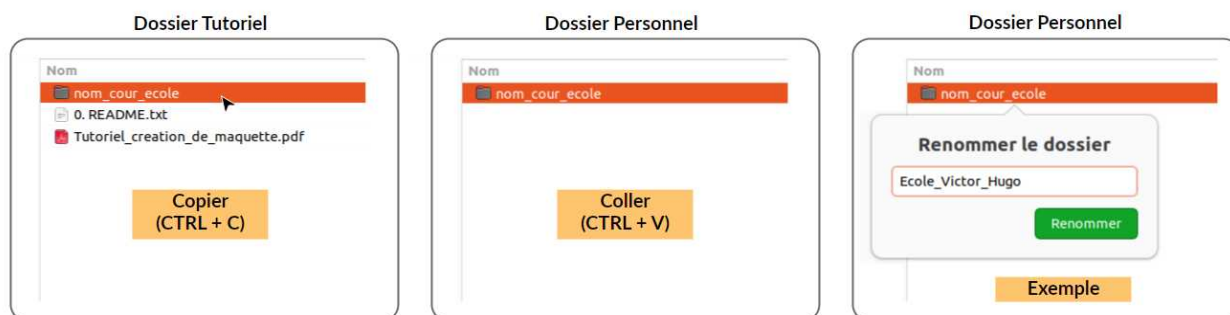 Dossier Tutoriel
Nom
nom_cour_ecole
0. README.txt
Tutoriel_creation_de_maquette.pdf
Copier
(CTRL + C)
Dossier Personnel
Nom
nom_cour_ecole
Coller
(CTRL + V)
Dossier Personnel
Nom
nom_cour_ecole
Renommer le dossier
Ecole_Victor_Hugo
Renommer
Exemple